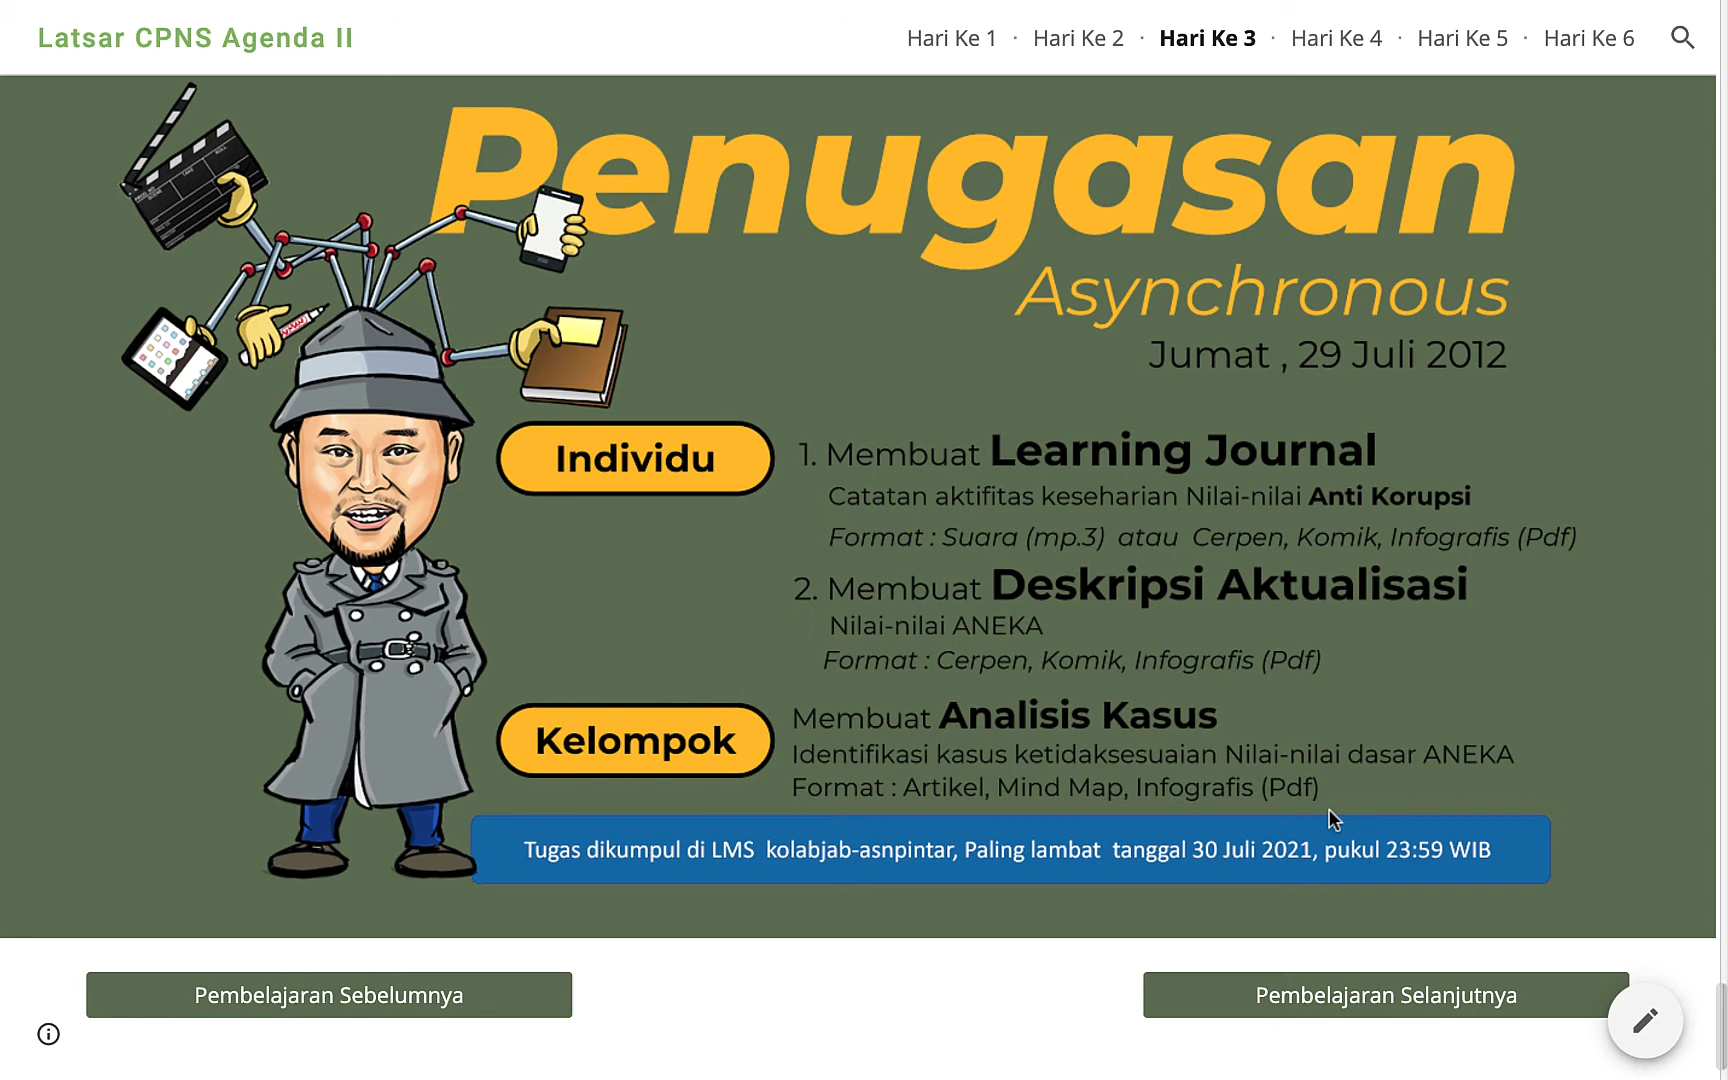 Latsar CPNS Agenda II
Hari Ke 1 · Hari Ke 2 · Hari Ke 3 · Hari Ke 4 · Hari Ke 5 · Hari Ke 6
Penugasan
Asynchronous
Jumat , 29 Juli 2012
Individu
1. Membuat Learning Journal
Catatan aktifitas keseharian Nilai-nilai Anti Korupsi
Format : Suara (mp.3) atau Cerpen, Komik, Infografis (Pdf)
2. Membuat Deskripsi Aktualisasi
Nilai-nilai ANEKA
Format : Cerpen, Komik, Infografis (Pdf)
Kelompok
Membuat Analisis Kasus
Identifikasi kasus ketidaksesuaian Nilai-nilai dasar ANEKA
Format : Artikel, Mind Map, Infografis (Pdf)
Tugas dikumpul di LMS kolabjab-asnpintar, Paling lambat tanggal 30 Juli 2021, pukul 23:59 WIB
Pembelajaran Sebelumnya
Pembelajaran Selanjutnya